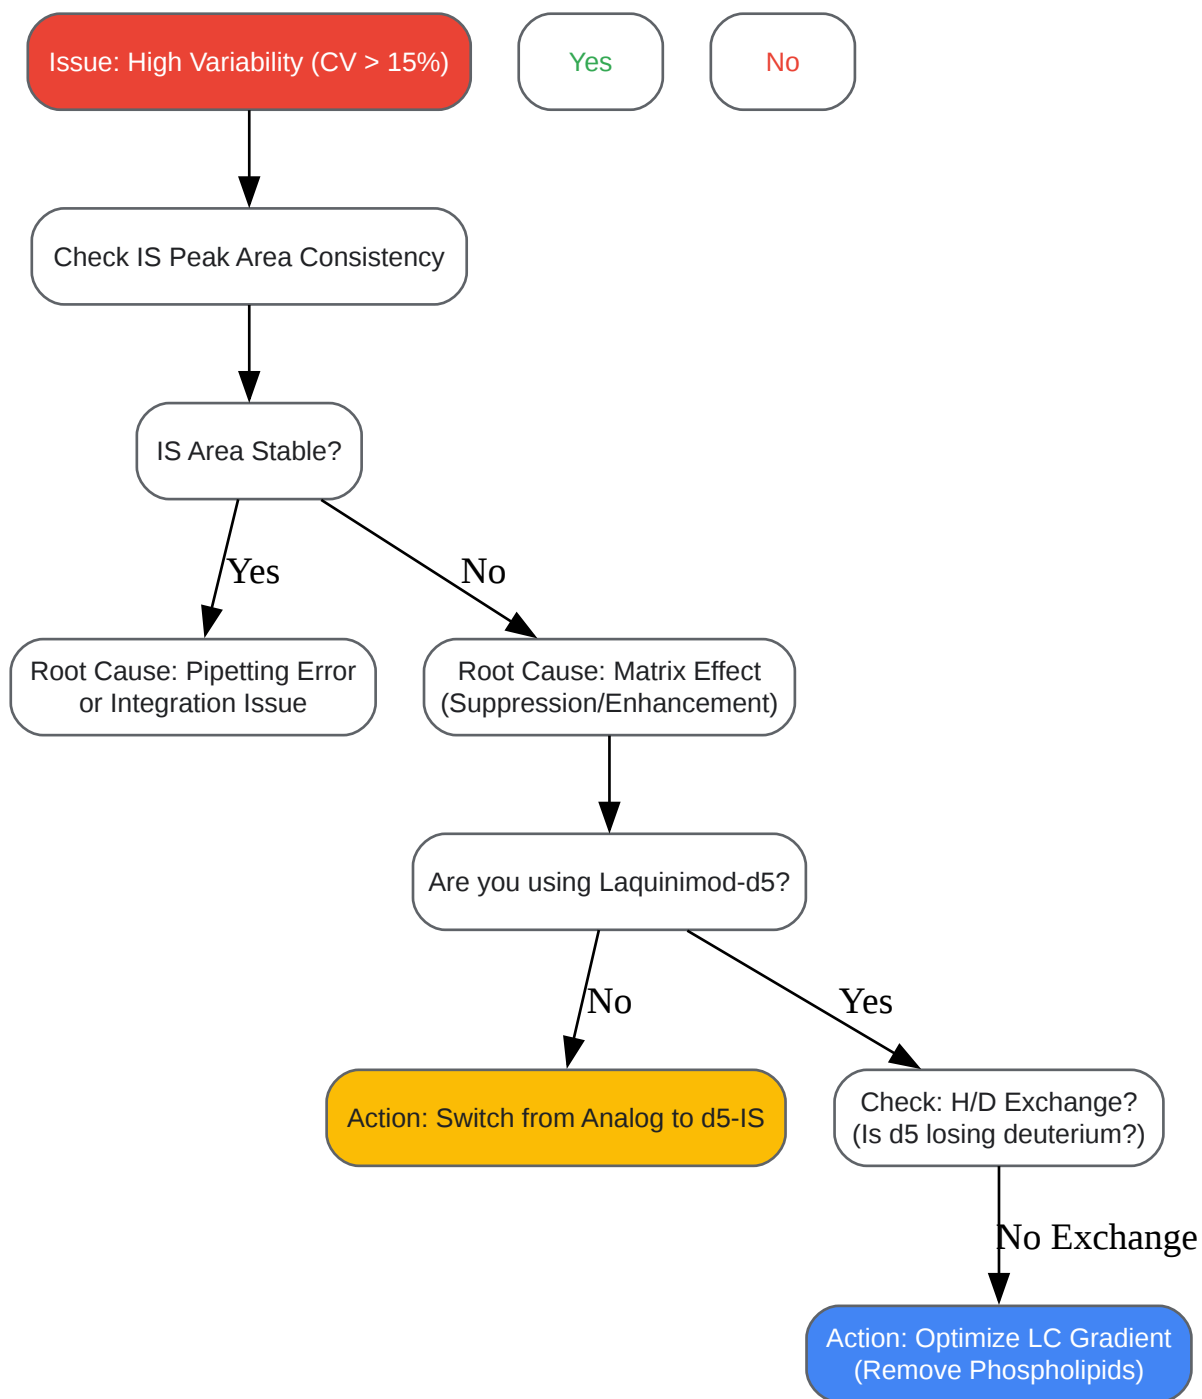 Issue: High Variability (CV > 15%)
Yes
No
Check IS Peak Area Consistency
IS Area Stable?
Yes
No
Root Cause: Pipetting Error
or Integration Issue
Root Cause: Matrix Effect
(Suppression/Enhancement)
Are you using Laquinimod-d5?
No
Yes
Action: Switch from Analog to d5-IS
Check: H/D Exchange?
(Is d5 losing deuterium?)
No Exchange
Action: Optimize LC Gradient
(Remove Phospholipids)